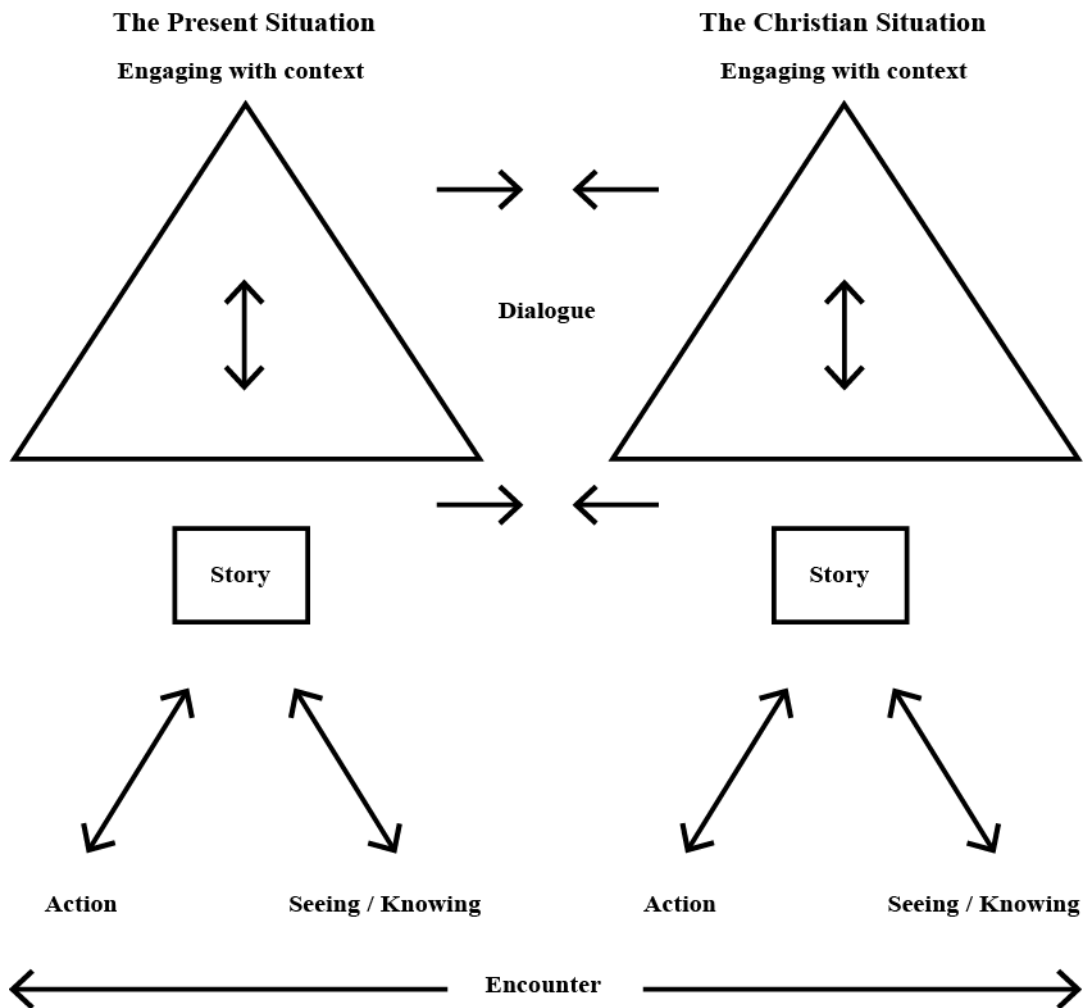 The Present Situation
The Christian Situation
Engaging with context
Engaging with context
Dialogue
Story
Story
Action
Seeing / Knowing
Action
Seeing / Knowing
Encounter